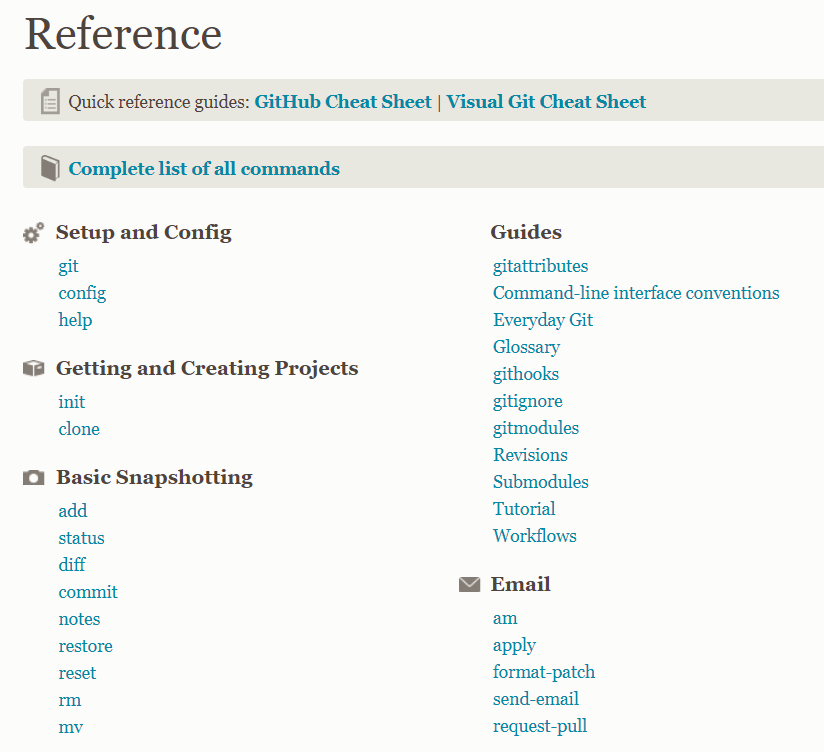 Reference
Quick reference guides: GitHub Cheat Sheet | Visual Git Cheat Sheet
Complete list of all commands
Setup and Config
git
config
help
Getting and Creating Projects
init
clone
Basic Snapshotting
add
status
diff
commit
notes
restore
reset
rm
mv
Guides
gitattributes
Command-line interface conventions
Everyday Git
Glossary
githooks
gitignore
gitmodules
Revisions
Submodules
Tutorial
Workflows
Email
am
apply
format-patch
send-email
request-pull